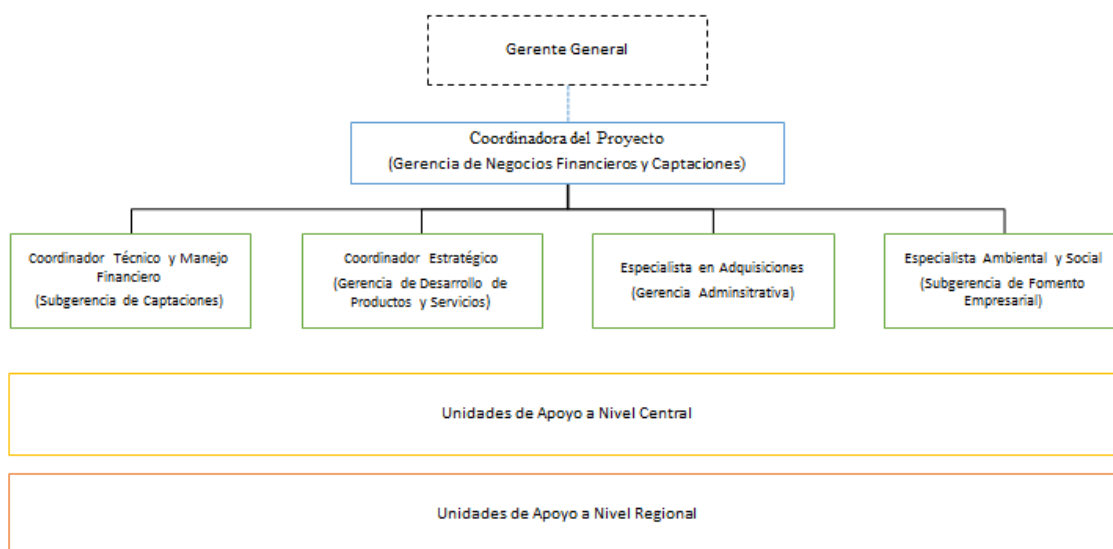 Gerente General
Coordinadora del Proyecto
(Gerencia de Negocios Financieros y Captaciones)
Coordinador Técnico y Manejo
Financiero
(Subgerencia de Captaciones)
Coordinador Estratégico
(Gerencia de Desarrollo de
Productos y Servicios)
Especialista en Adquisiciones
(Gerencia Adminsitrativa)
Especialista Ambiental y Social
(Subgerencia de Fomento
Empresarial)
Unidades de Apoyo a Nivel Central
Unidades de Apoyo a Nivel Regional